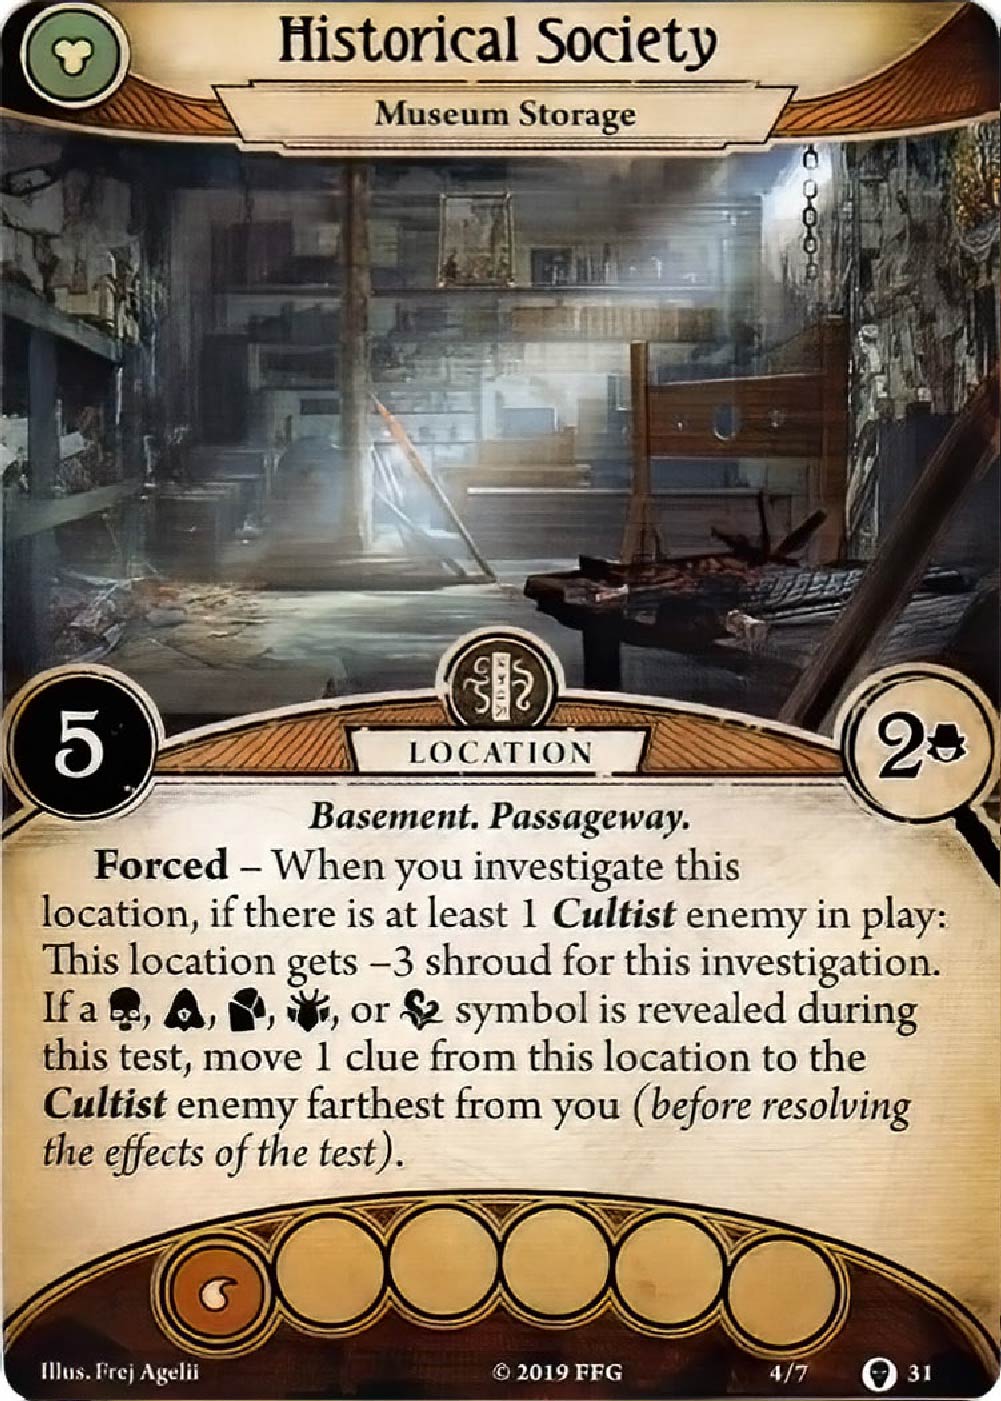 Historical Society
Museum Storage
5
LOCATION
2
Basement. Passageway.
Forced – When you investigate this
location, if there is at least 1 Cultist enemy in play:
This location gets –3 shroud for this investigation.
If a , , , , or symbol is revealed during
this test, move 1 clue from this location to the
Cultist enemy farthest from you (before resolving
the effects of the test).
Illus. Frej Agelii
© 2019 FFG
4/7
31